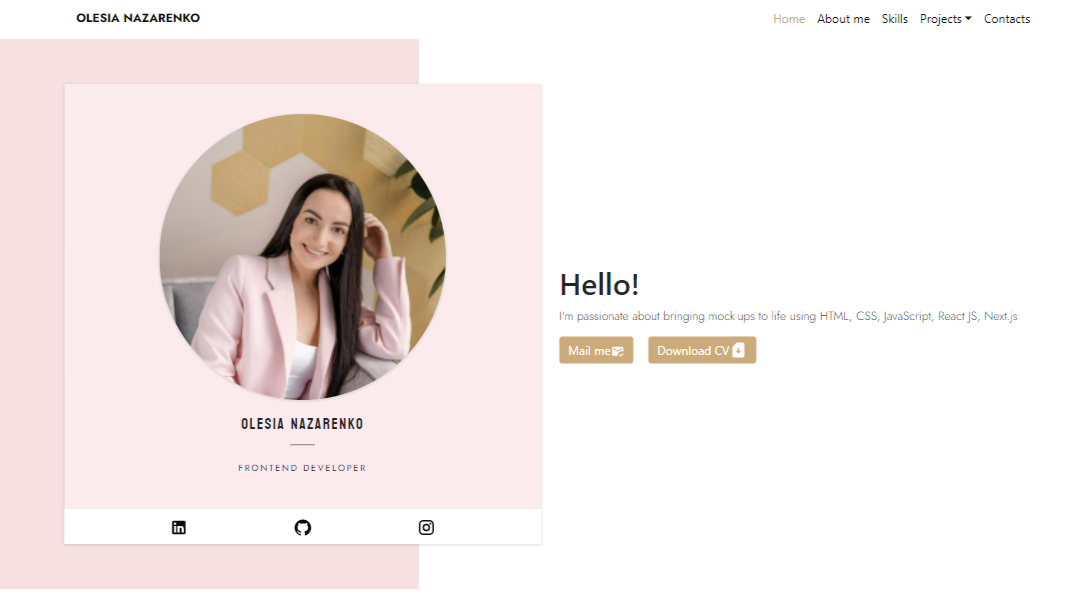 OLESIA NAZARENKO
Home About me Skills Projects Contacts
OLESIA NAZARENKO
FRONTEND DEVELOPER
Hello!
I'm passionate about bringing mock-ups to life using HTML, CSS, JavaScript, React JS, Next.js
Mail me Download CV